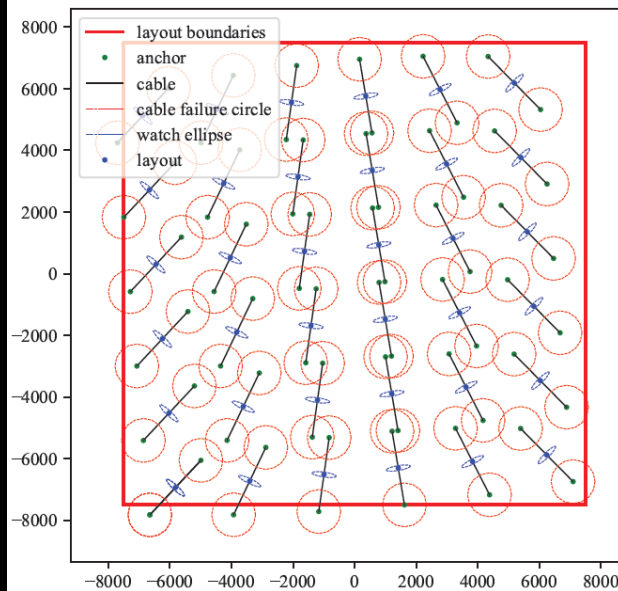 layout boundaries
anchor
cable
cable failure circle
watch ellipse
layout
8000
6000
4000
2000
0
−2000
−4000
−6000
−8000
−8000 −6000 −4000 −2000 0 2000 4000 6000 8000